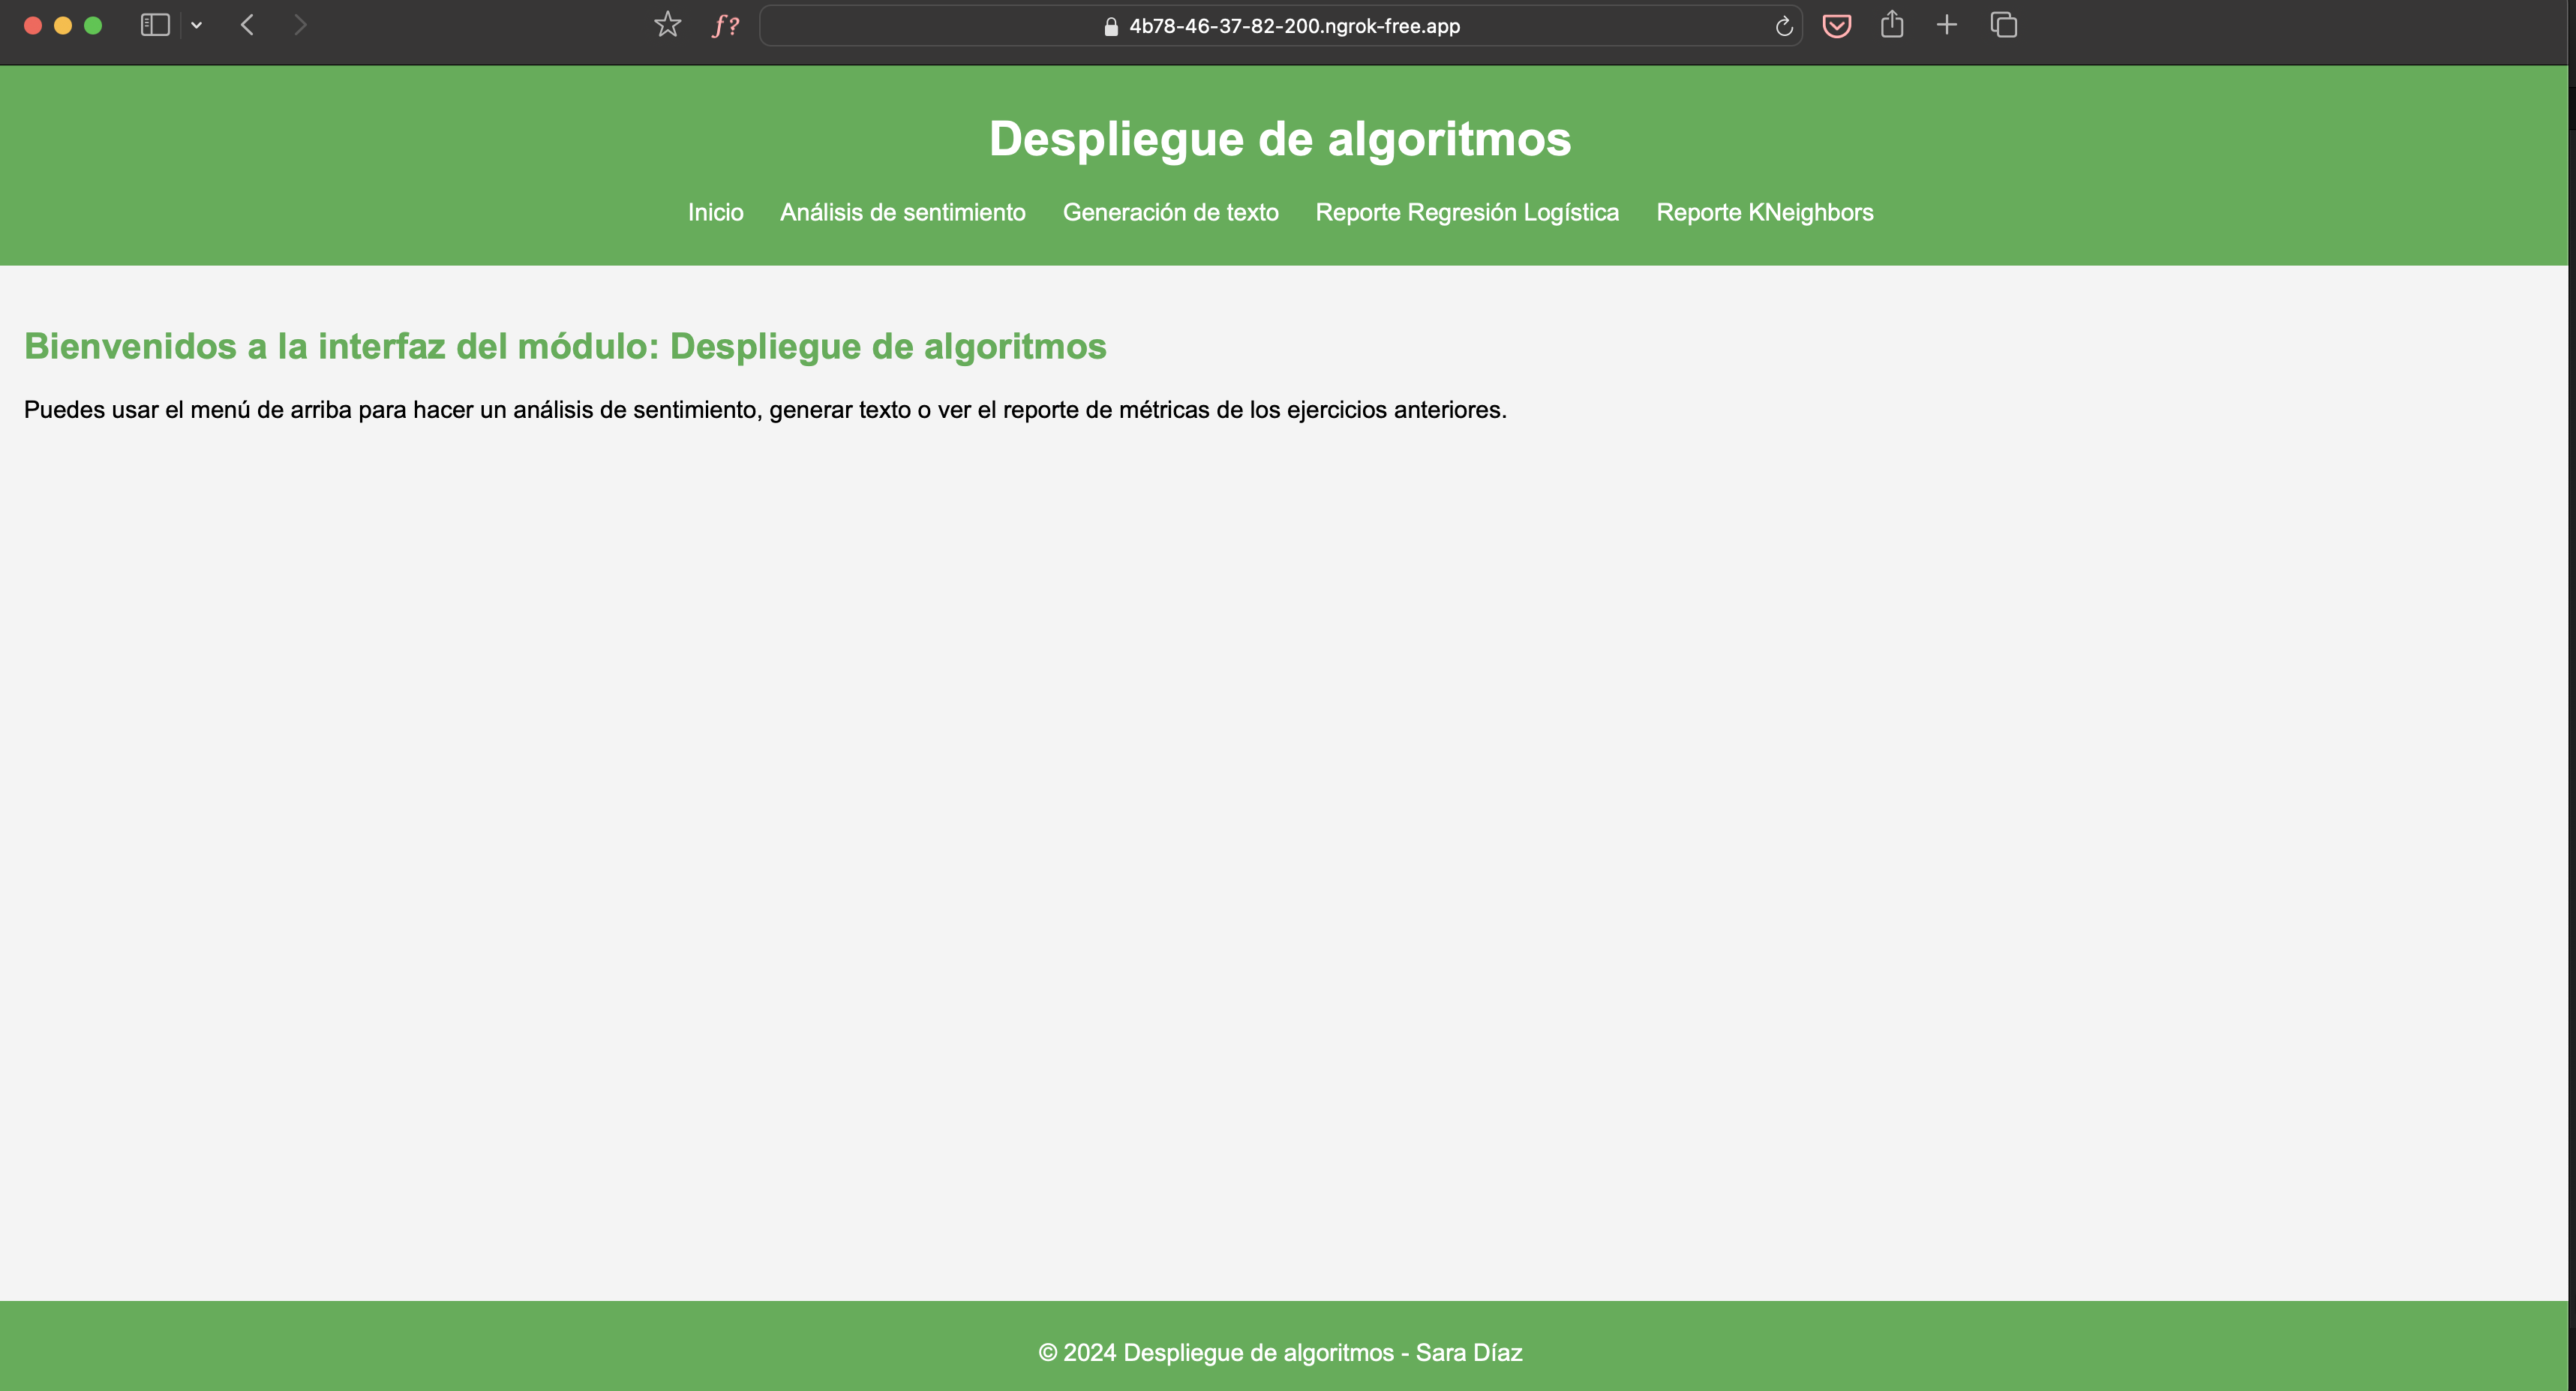 f?
4b78-46-37-82-200.ngrok-free.app
Despliegue de algoritmos
Inicio Análisis de sentimiento Generación de texto Reporte Regresión Logística Reporte KNeighbors
Bienvenidos a la interfaz del módulo: Despliegue de algoritmos
Puedes usar el menú de arriba para hacer un análisis de sentimiento, generar texto o ver el reporte de métricas de los ejercicios anteriores.
© 2024 Despliegue de algoritmos - Sara Díaz